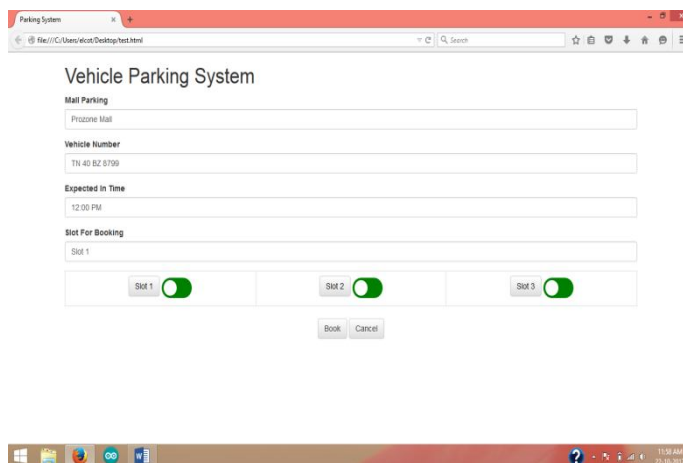 Parking System
file:///C:/Users/elcot/Desktop/test.html
Search
Vehicle Parking System
Mall Parking
Prozone Mall
Vehicle Number
TN 40 BZ 8799
Expected In Time
12:00 PM
Slot For Booking
Slot 1
Slot 1 Slot 2 Slot 3
Book Cancel
11:58 AM